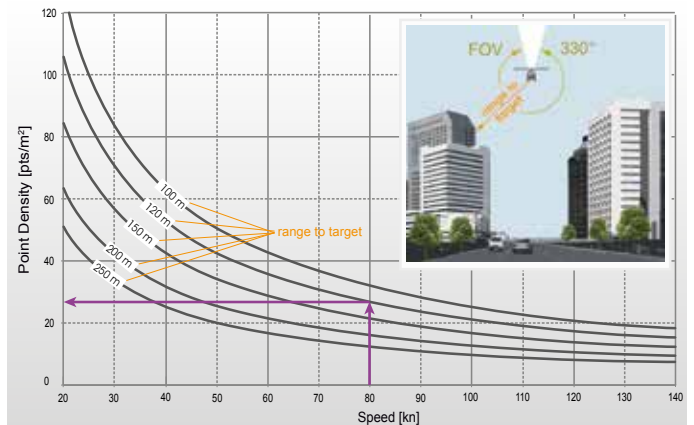 120
100
80
60
40
20
0
Point Density [pts/m²]
20 30 40 50 60 70 80 90 100 110 120 130 140
Speed [kn]
100 m
120 m
150 m
200 m
250 m
range to target
FOV 330°
range to
target